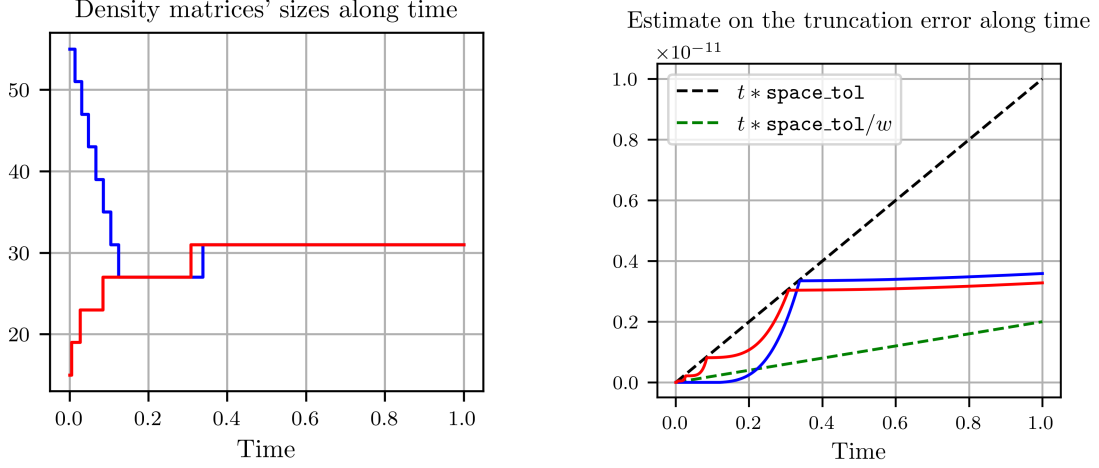 Density matrices' sizes along time
50
40
30
20
0.0 0.2 0.4 0.6 0.8 1.0
Time
Estimate on the truncation error along time
×10⁻¹¹
1.0
0.8
0.6
0.4
0.2
0.0
t * space_tol
t * space_tol/w
0.0 0.2 0.4 0.6 0.8 1.0
Time